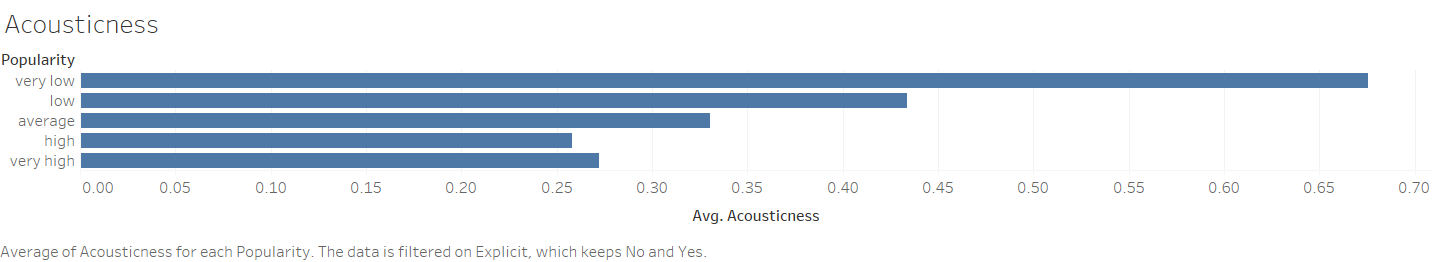 Acousticness
Popularity
very low
low
average
high
very high
0.00 0.05 0.10 0.15 0.20 0.25 0.30 0.35 0.40 0.45 0.50 0.55 0.60 0.65 0.70
Avg. Acousticness
Average of Acousticness for each Popularity. The data is filtered on Explicit, which keeps No and Yes.